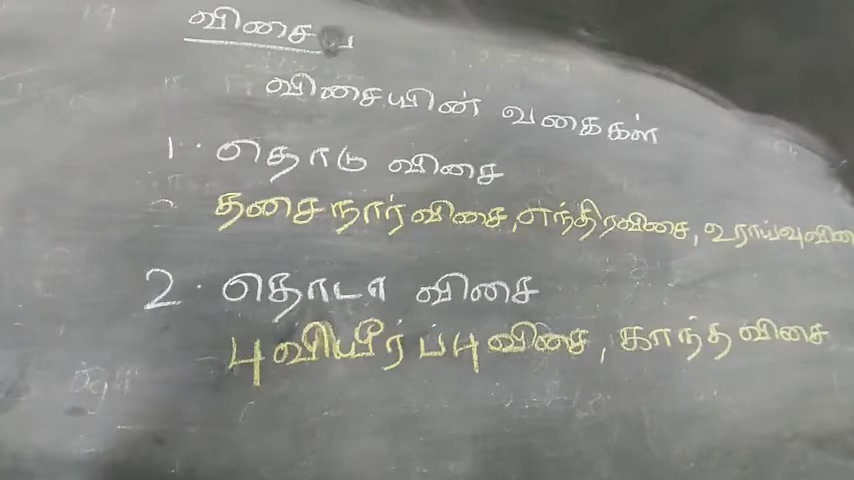 விசை
விசையின் வகைகள்
1. தொடு விசை
தசைநார் விசை, எந்திரவிசை, உராய்வுவிசை
2. தொடா விசை
புவியீர்ப்பு விசை, காந்த விசை